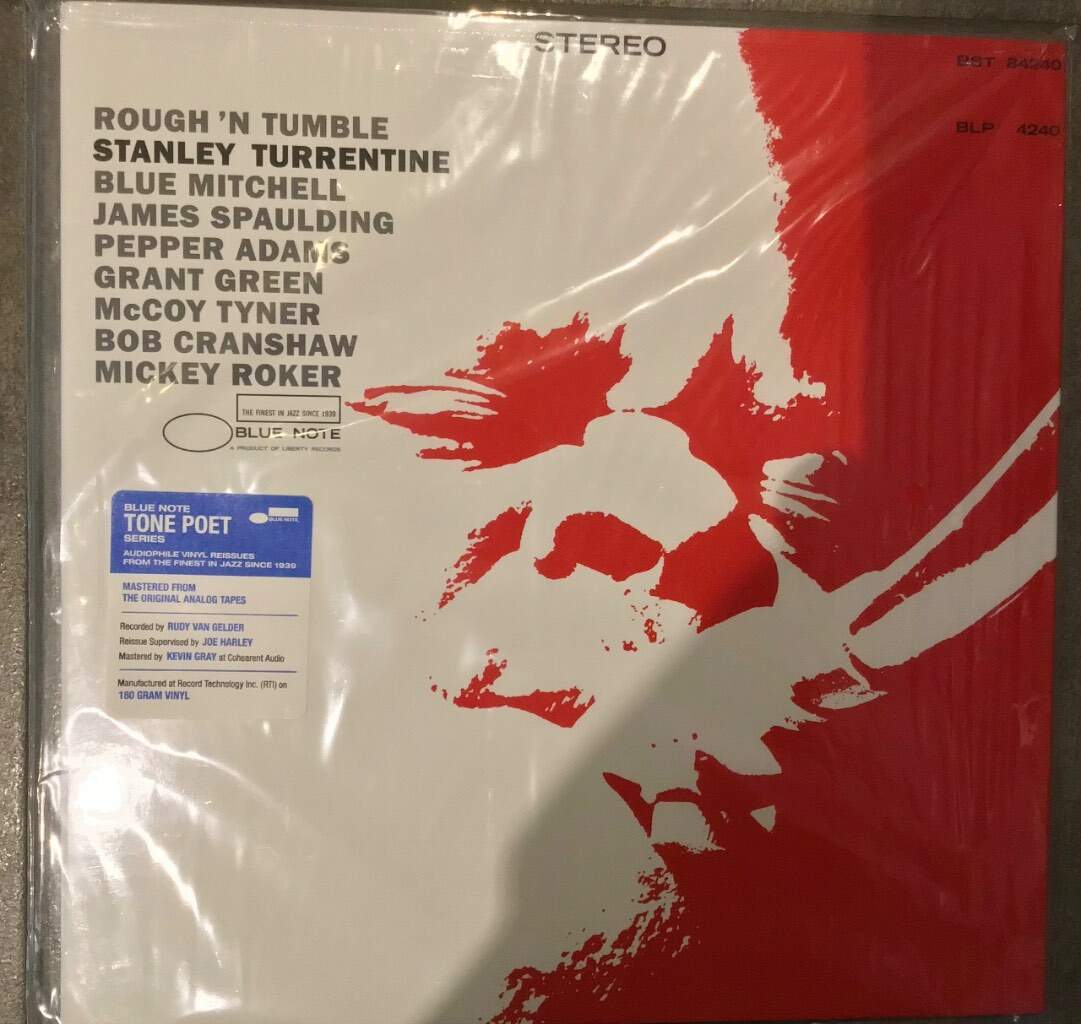 STEREO
BST 84240
BLP 4240
ROUGH 'N TUMBLE
STANLEY TURRENTINE
BLUE MITCHELL
JAMES SPAULDING
PEPPER ADAMS
GRANT GREEN
McCOY TYNER
BOB CRANSHAW
MICKEY ROKER
THE FINEST IN JAZZ SINCE 1939
BLUE NOTE
A PRODUCT OF LIBERTY RECORDS
BLUE NOTE
TONE POET
SERIES
BLUE NOTE
AUDIOPHILE VINYL REISSUES
FROM THE FINEST IN JAZZ SINCE 1939
MASTERED FROM
THE ORIGINAL ANALOG TAPES
Recorded by RUDY VAN GELDER
Reissue Supervised by JOE HARLEY
Mastered by KEVIN GRAY at Cohearent Audio
Manufactured at Record Technology Inc. (RTI) on
180 GRAM VINYL